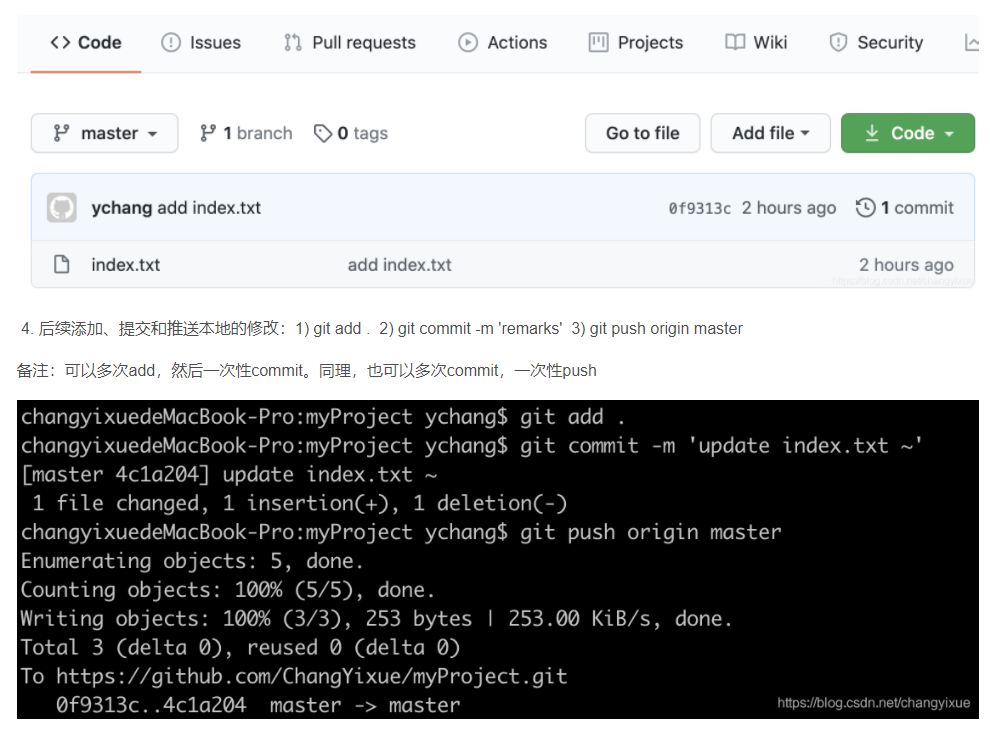 Code Issues Pull requests Actions Projects Wiki Security
master 1 branch 0 tags Go to file Add file Code
ychang add index.txt 0f9313c 2 hours ago 1 commit
index.txt add index.txt 2 hours ago
https://blog.csdn.net/changyixue
4. 后续添加、提交和推送本地的修改：1) git add . 2) git commit -m 'remarks' 3) git push origin master
备注：可以多次add，然后一次性commit。同理，也可以多次commit，一次性push
changyixuedeMacBook-Pro:myProject ychang$ git add .
changyixuedeMacBook-Pro:myProject ychang$ git commit -m 'update index.txt ~'
[master 4c1a204] update index.txt ~
1 file changed, 1 insertion(+), 1 deletion(-)
changyixuedeMacBook-Pro:myProject ychang$ git push origin master
Enumerating objects: 5, done.
Counting objects: 100% (5/5), done.
Writing objects: 100% (3/3), 253 bytes | 253.00 KiB/s, done.
Total 3 (delta 0), reused 0 (delta 0)
To https://github.com/ChangYixue/myProject.git
0f9313c..4c1a204 master -> master
https://blog.csdn.net/changyixue